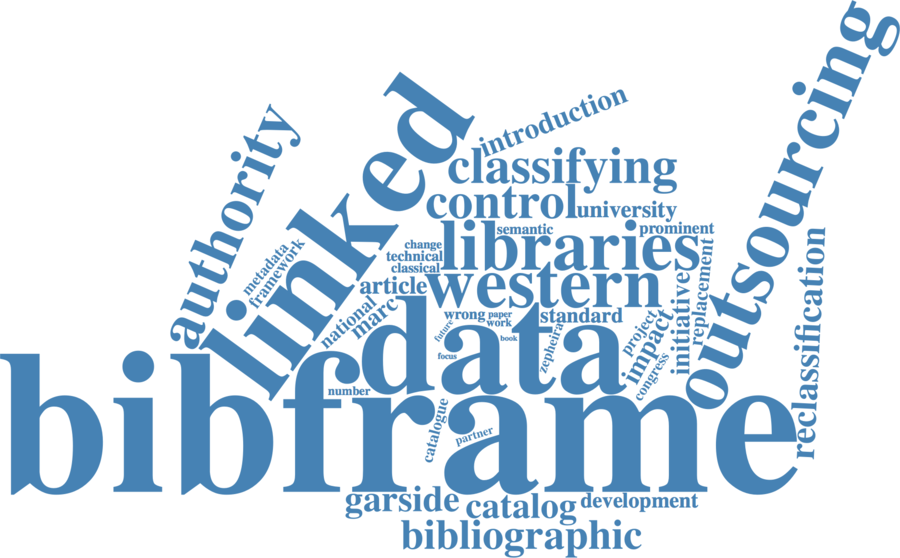 outsourcing
linked
introduction
authority
classifying
control
university
semantic
prominent
libraries
change
technical
classical
metadata
framework
article
western
national
marc
wrong
paper
work
standard
future
book
focus
data
zepheira
project
impact
congress
initiative
replacement
reclassification
bibframe
number
catalogue
partner
garside
catalog
development
bibliographic